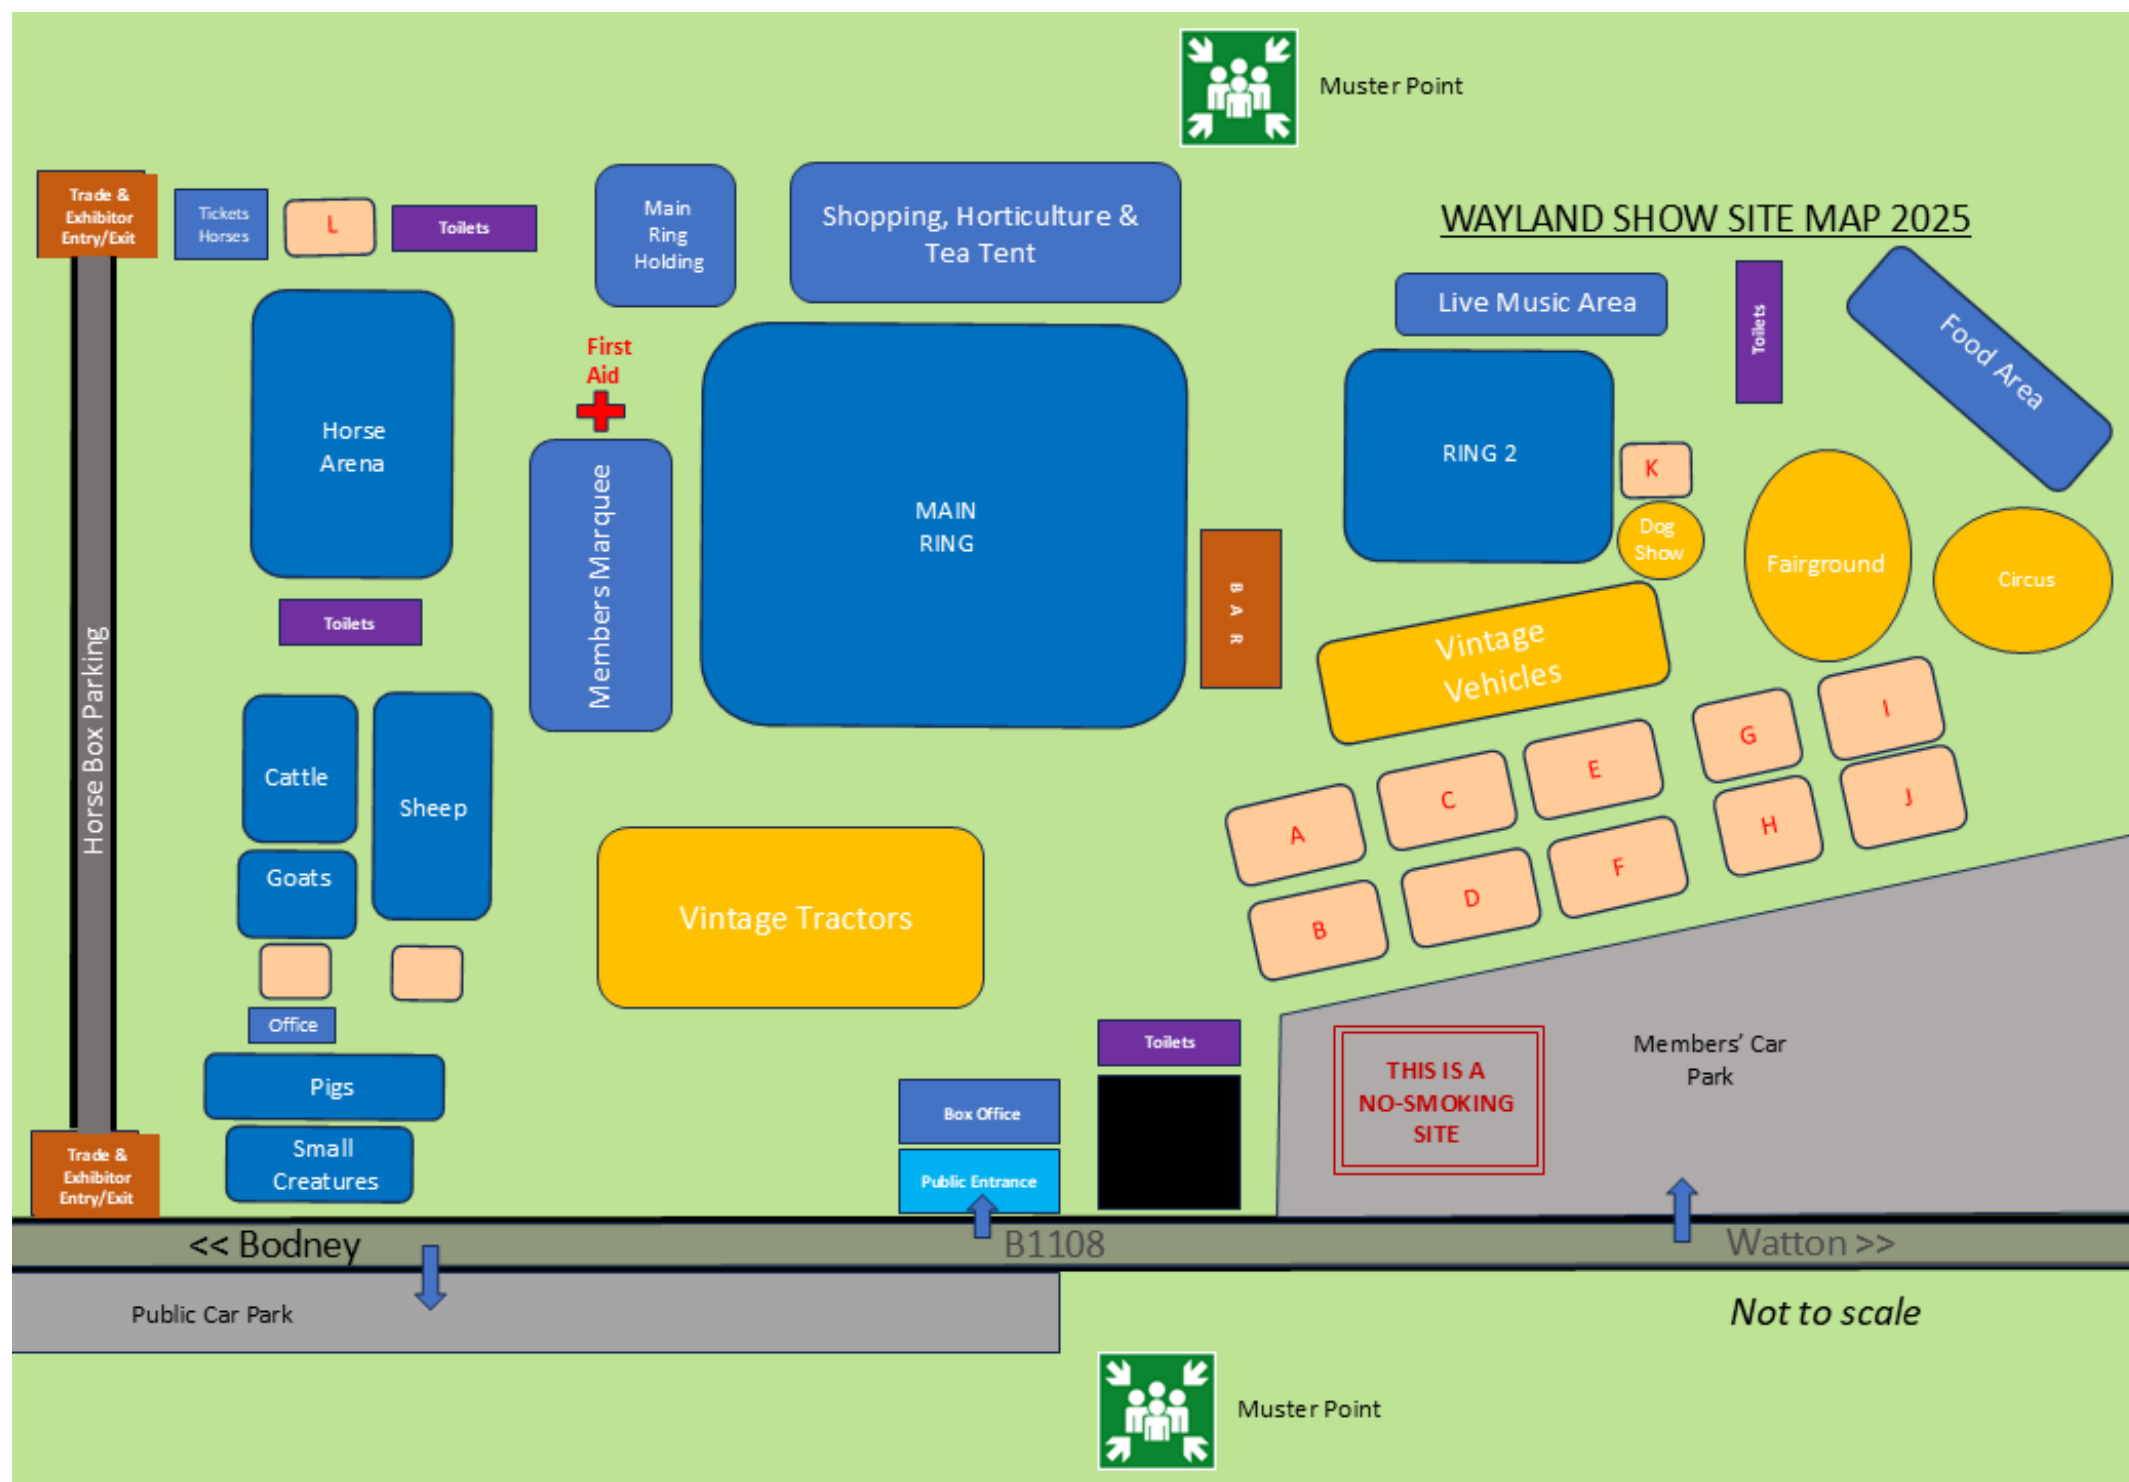 Muster Point
WAYLAND SHOW SITE MAP 2025
Trade &
Exhibitor
Entry/Exit
Tickets
Horses
L
Toilets
Main
Ring
Holding
Shopping, Horticulture &
Tea Tent
Live Music Area
Toilets
Food Area
First
Aid
Horse
Arena
Members Marquee
MAIN
RING
BAR
RING 2
K
Dog
Show
Fairground
Circus
Toilets
Horse Box Parking
Vintage
Vehicles
Cattle
Sheep
Goats
Vintage Tractors
A
C
E
G
I
B
D
F
H
J
Office
Pigs
Small
Creatures
Toilets
Box Office
Public Entrance
THIS IS A
NO-SMOKING
SITE
Members' Car
Park
Trade &
Exhibitor
Entry/Exit
<< Bodney
B1108
Watton >>
Public Car Park
Not to scale
Muster Point